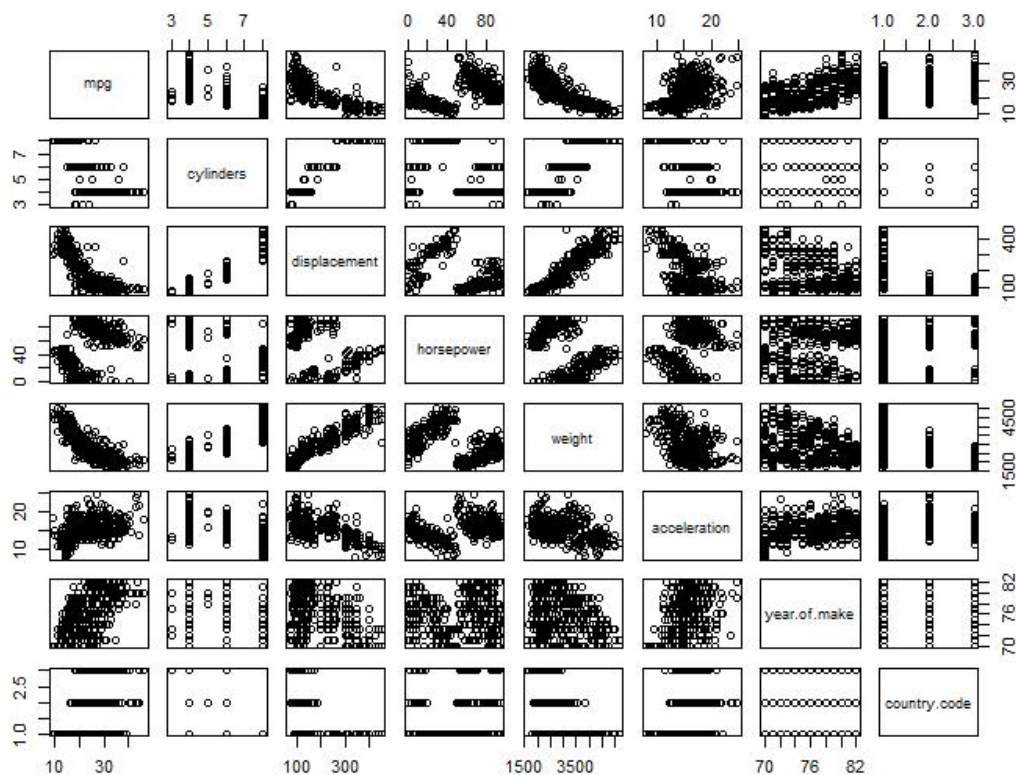 3 5 7 0 40 80 10 20 1.0 2.0 3.0
mpg
10 30
3 5 7
cylinders
displacement
100 400
0 40
horsepower
weight
1500 4500
10 20
acceleration
year.of.make
70 76 82
1.0 2.5
country.code
10 30 100 300 1500 3500 70 76 82